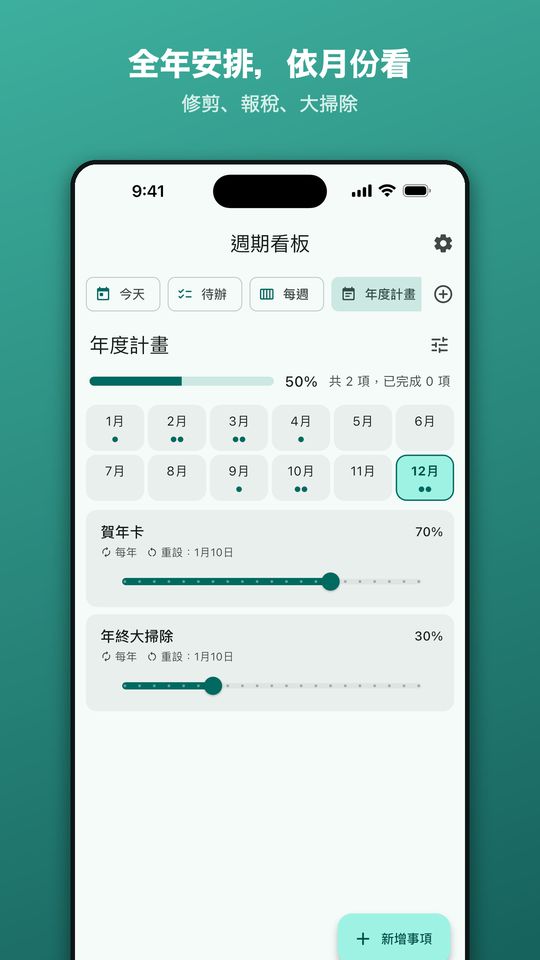 全年安排，依月份看
修剪、報稅、大掃除
9:41
週期看板
今天 待辦 每週 年度計畫
年度計畫
50% 共 2 項，已完成 0 項
1月 2月 3月 4月 5月 6月
7月 8月 9月 10月 11月 12月
賀年卡 70%
每年 重設：1月10日
年終大掃除 30%
每年 重設：1月10日
新增事項